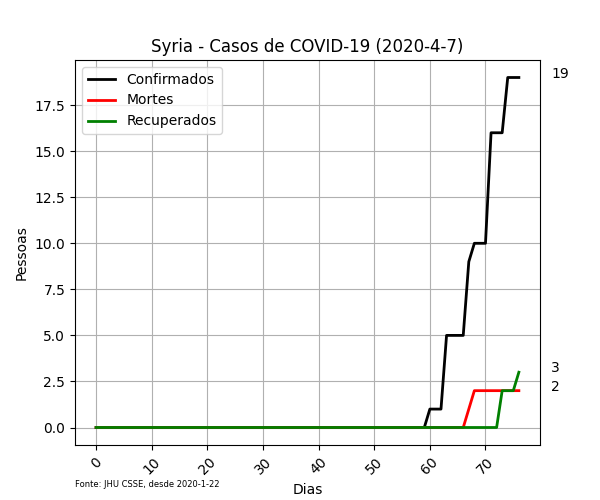 Syria - Casos de COVID-19 (2020-4-7)
Confirmados
Mortes
Recuperados
19
3
2
Pessoas
17.5
15.0
12.5
10.0
7.5
5.0
2.5
0.0
0 10 20 30 40 50 60 70
Fonte: JHU CSSE, desde 2020-1-22
Dias